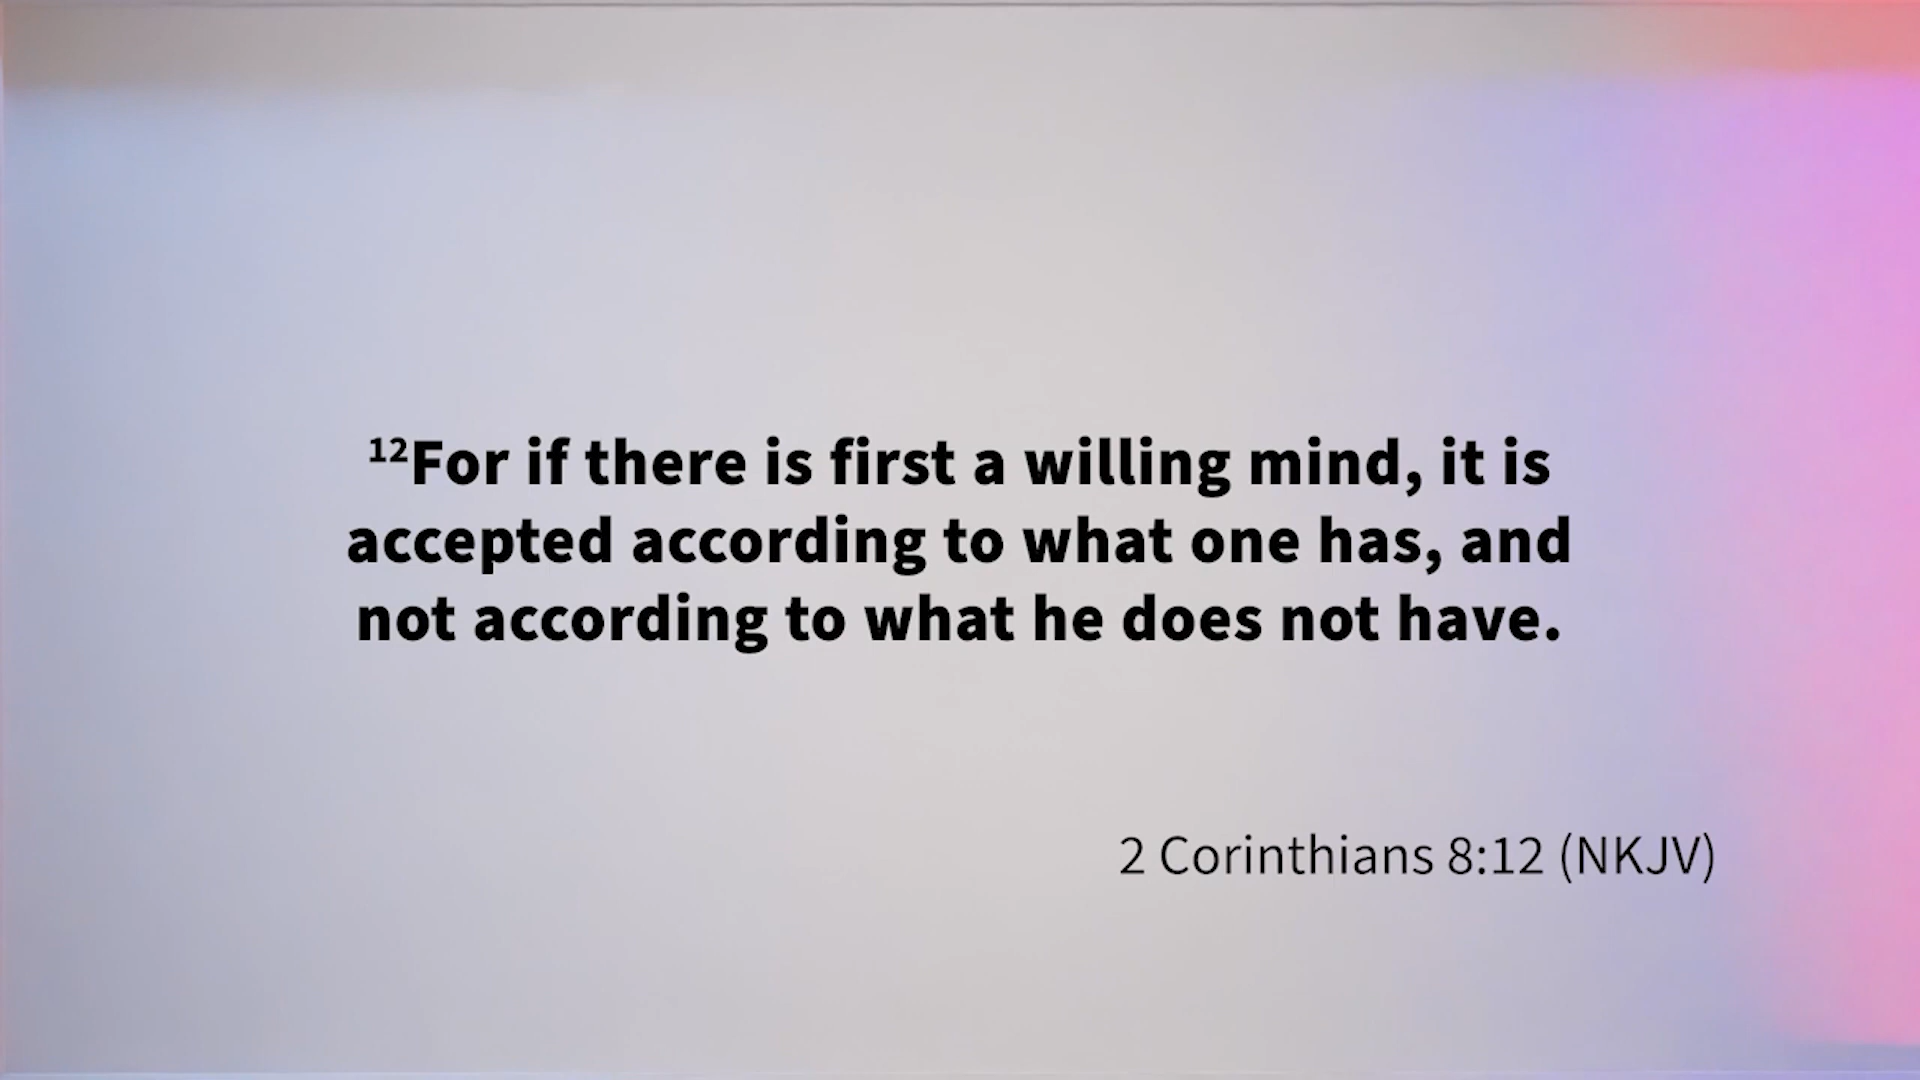 ¹²For if there is first a willing mind, it is
accepted according to what one has, and
not according to what he does not have.
2 Corinthians 8:12 (NKJV)